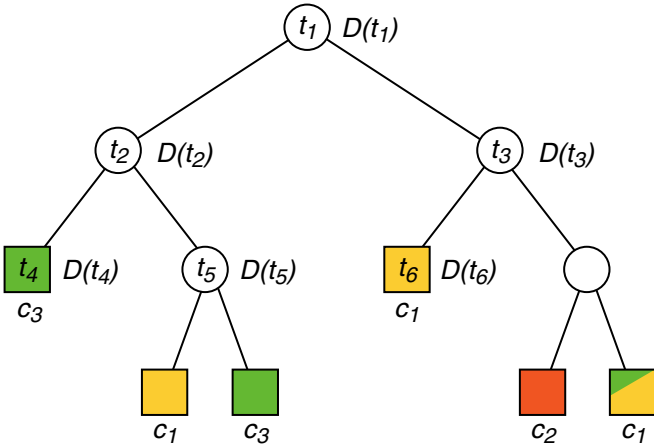 t1 D(t1)
t2 D(t2)
t3 D(t3)
t4 D(t4)
t5 D(t5)
t6 D(t6)
c3
c1
c1
c3
c2
c1